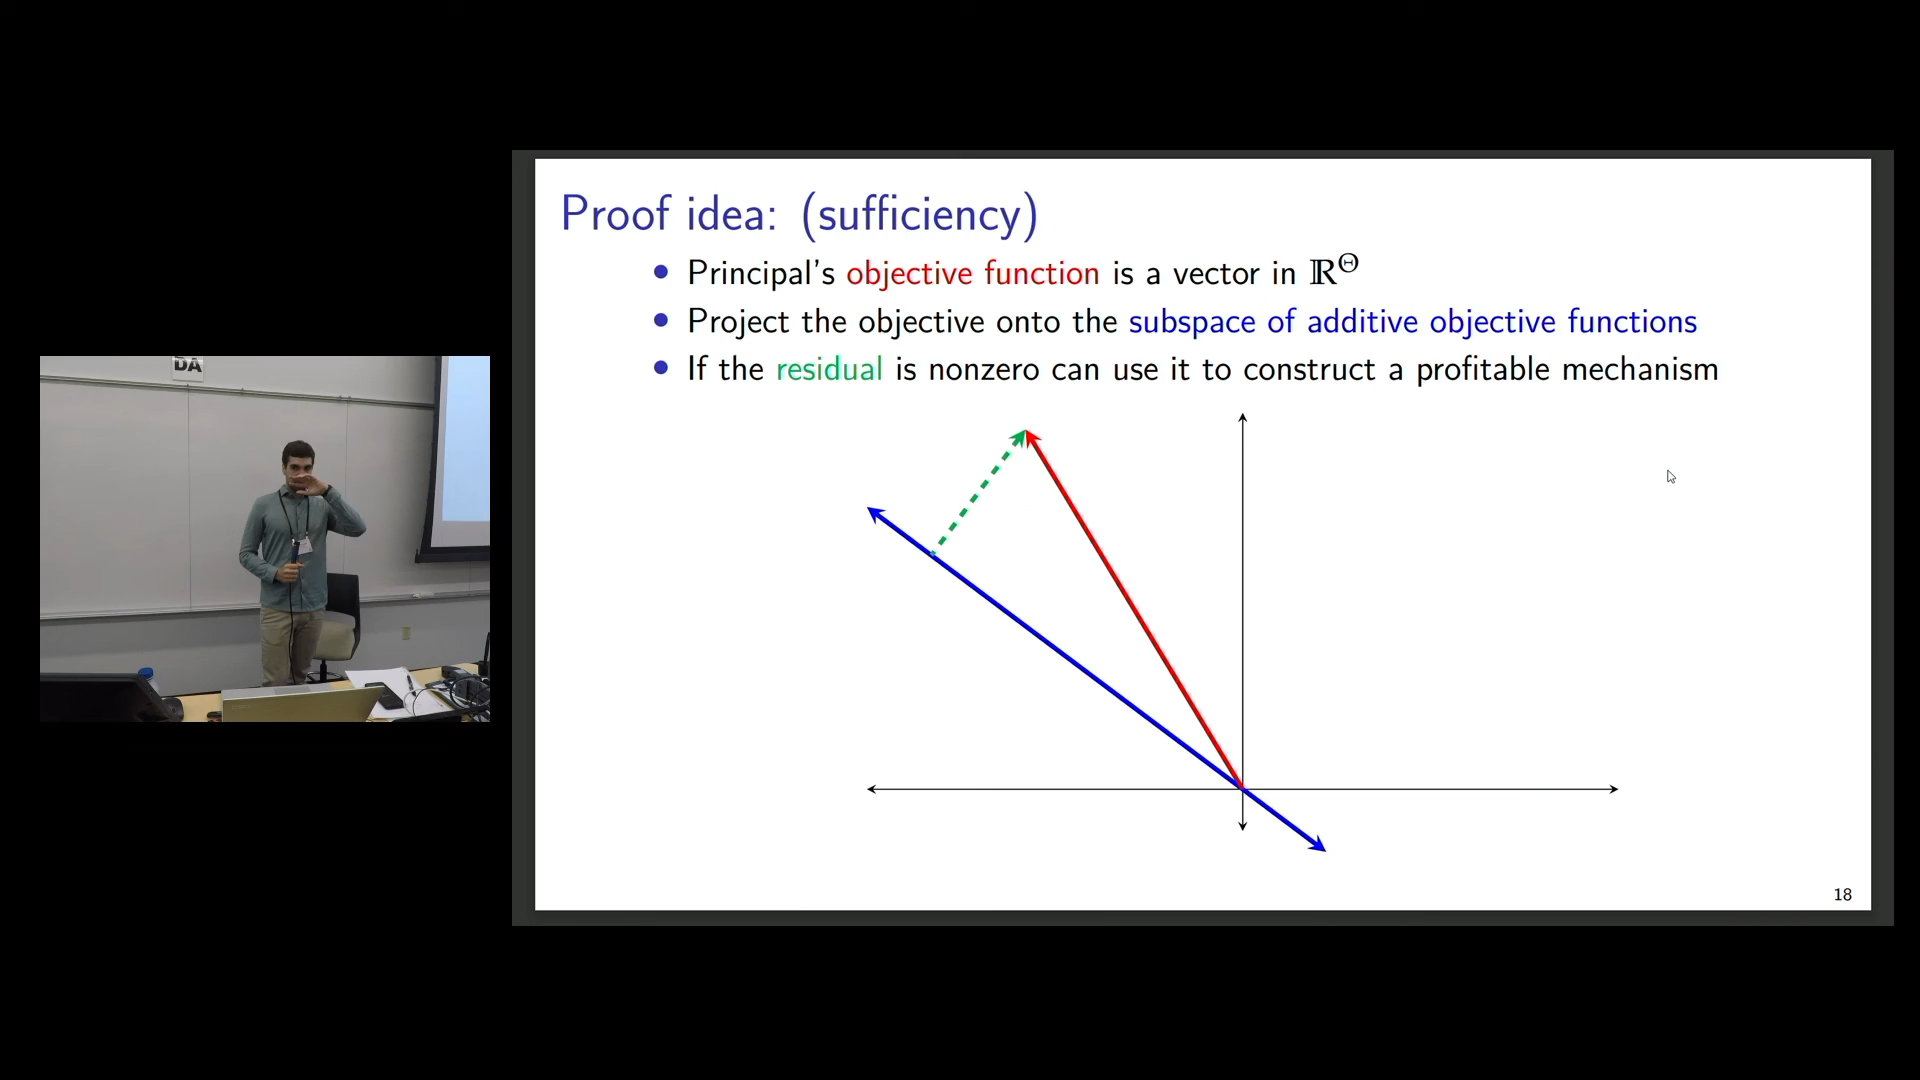 DA
Proof idea: (sufficiency)
• Principal's objective function is a vector in ℝ^Θ
• Project the objective onto the subspace of additive objective functions
• If the residual is nonzero can use it to construct a profitable mechanism
18